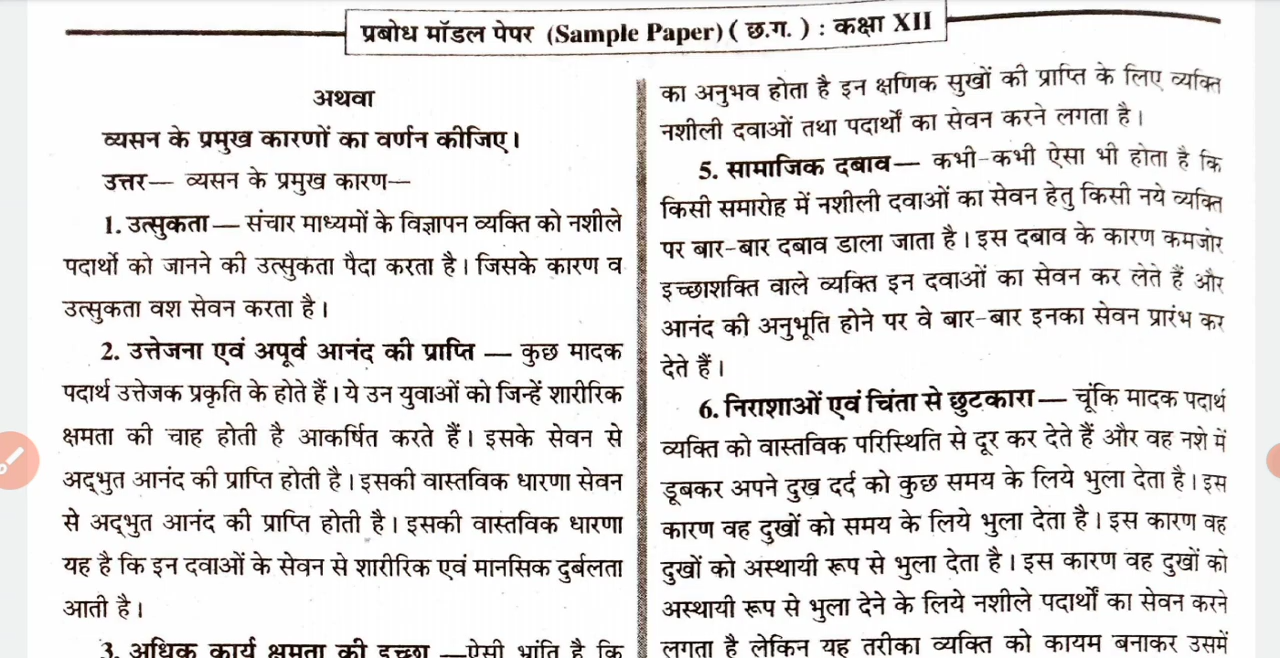 प्रबोध मॉडल पेपर (Sample Paper) ( छ.ग. ) : कक्षा XII
अथवा
व्यसन के प्रमुख कारणों का वर्णन कीजिए।
उत्तर— व्यसन के प्रमुख कारण—
1. उत्सुकता — संचार माध्यमों के विज्ञापन व्यक्ति को नशीले
पदार्थो को जानने की उत्सुकता पैदा करता है। जिसके कारण व
उत्सुकता वश सेवन करता है।
2. उत्तेजना एवं अपूर्व आनंद की प्राप्ति — कुछ मादक
पदार्थ उत्तेजक प्रकृति के होते हैं। ये उन युवाओं को जिन्हें शारीरिक
क्षमता की चाह होती है आकर्षित करते हैं। इसके सेवन से
अद्भुत आनंद की प्राप्ति होती है। इसकी वास्तविक धारणा सेवन
से अद्भुत आनंद की प्राप्ति होती है। इसकी वास्तविक धारणा
यह है कि इन दवाओं के सेवन से शारीरिक एवं मानसिक दुर्बलता
आती है।
3. अधिक कार्य क्षमता की इच्छा —ऐसी भ्रांति है कि
का अनुभव होता है इन क्षणिक सुखों की प्राप्ति के लिए व्यक्ति
नशीली दवाओं तथा पदार्थों का सेवन करने लगता है।
5. सामाजिक दबाव— कभी-कभी ऐसा भी होता है कि
किसी समारोह में नशीली दवाओं का सेवन हेतु किसी नये व्यक्ति
पर बार-बार दबाव डाला जाता है। इस दबाव के कारण कमजोर
इच्छाशक्ति वाले व्यक्ति इन दवाओं का सेवन कर लेते हैं और
आनंद की अनुभूति होने पर वे बार-बार इनका सेवन प्रारंभ कर
देते हैं।
6. निराशाओं एवं चिंता से छुटकारा— चूंकि मादक पदार्थ
व्यक्ति को वास्तविक परिस्थिति से दूर कर देते हैं और वह नशे में
डूबकर अपने दुख दर्द को कुछ समय के लिये भुला देता है। इस
कारण वह दुखों को समय के लिये भुला देता है। इस कारण वह
दुखों को अस्थायी रूप से भुला देता है। इस कारण वह दुखों को
अस्थायी रूप से भुला देने के लिये नशीले पदार्थों का सेवन करने
लगता है लेकिन यह तरीका व्यक्ति को कायम बनाकर उसमें